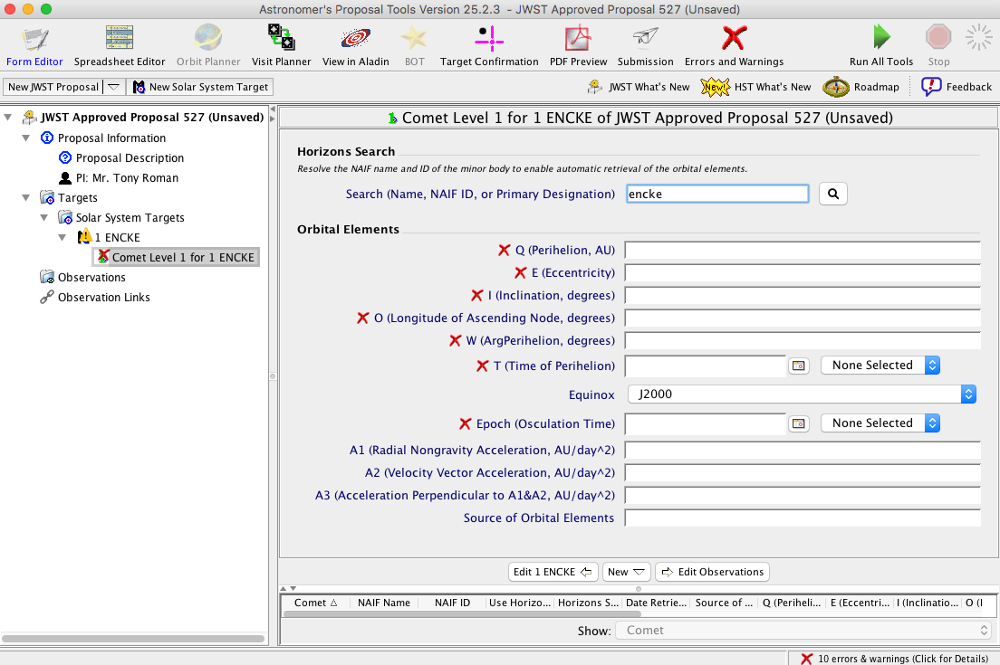 Astronomer's Proposal Tools Version 25.2.3 - JWST Approved Proposal 527 (Unsaved)
Form Editor Spreadsheet Editor Orbit Planner Visit Planner View in Aladin BOT Target Confirmation PDF Preview Submission Errors and Warnings Run All Tools Stop
New JWST Proposal New Solar System Target JWST What's New New! HST What's New Roadmap Feedback
JWST Approved Proposal 527 (Unsaved)
Proposal Information
Proposal Description
PI: Mr. Tony Roman
Targets
Solar System Targets
1 ENCKE
Comet Level 1 for 1 ENCKE
Observations
Observation Links
Comet Level 1 for 1 ENCKE of JWST Approved Proposal 527 (Unsaved)
Horizons Search
Resolve the NAIF name and ID of the minor body to enable automatic retrieval of the orbital elements.
Search (Name, NAIF ID, or Primary Designation) encke
Orbital Elements
Q (Perihelion, AU)
E (Eccentricity)
I (Inclination, degrees)
O (Longitude of Ascending Node, degrees)
W (ArgPerihelion, degrees)
T (Time of Perihelion) None Selected
Equinox J2000
Epoch (Osculation Time) None Selected
A1 (Radial Nongravity Acceleration, AU/day^2)
A2 (Velocity Vector Acceleration, AU/day^2)
A3 (Acceleration Perpendicular to A1&A2, AU/day^2)
Source of Orbital Elements
Edit 1 ENCKE New Edit Observations
Comet NAIF Name NAIF ID Use Horizo... Horizons S... Date Retrie... Source of ... Q (Periheli... E (Eccentri... I (Inclinatio... O (l
Show: Comet
10 errors & warnings (Click for Details)